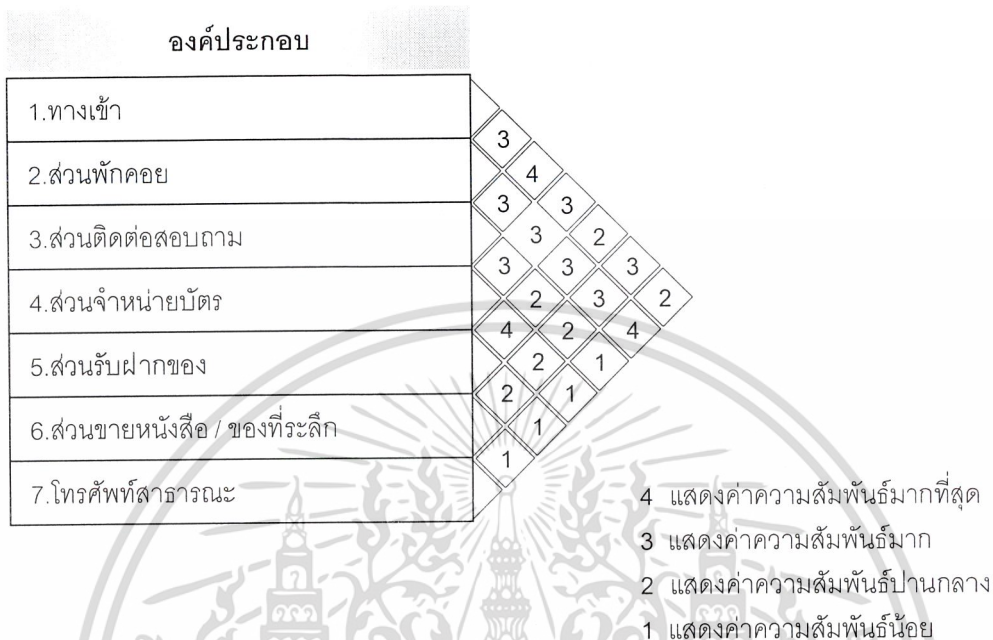 องค์ประกอบ
1.ทางเข้า
3
2.ส่วนพักคอย
4
3 3
3.ส่วนติดต่อสอบถาม
3 2
3 3 3
4.ส่วนจำหน่ายบัตร
2 3 2
4 2 4
5.ส่วนรับฝากของ
2 1
2 1
6.ส่วนขายหนังสือ / ของที่ระลึก
1
1
7.โทรศัพท์สาธารณะ
4 แสดงค่าความสัมพันธ์มากที่สุด
3 แสดงค่าความสัมพันธ์มาก
2 แสดงค่าความสัมพันธ์ปานกลาง
1 แสดงค่าความสัมพันธ์น้อย